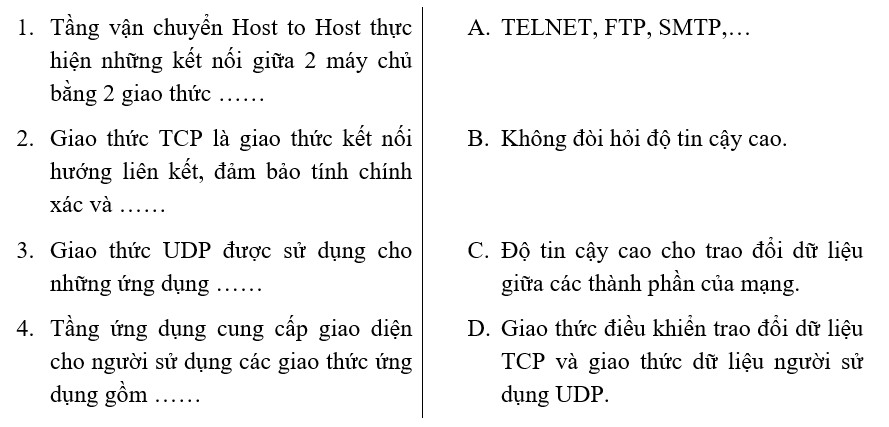 1. Tầng vận chuyển Host to Host thực
hiện những kết nối giữa 2 máy chủ
bằng 2 giao thức ……
A. TELNET, FTP, SMTP,…
2. Giao thức TCP là giao thức kết nối
hướng liên kết, đảm bảo tính chính
xác và ……
B. Không đòi hỏi độ tin cậy cao.
3. Giao thức UDP được sử dụng cho
những ứng dụng ……
C. Độ tin cậy cao cho trao đổi dữ liệu
giữa các thành phần của mạng.
4. Tầng ứng dụng cung cấp giao diện
cho người sử dụng các giao thức ứng
dụng gồm ……
D. Giao thức điều khiển trao đổi dữ liệu
TCP và giao thức dữ liệu người sử
dụng UDP.